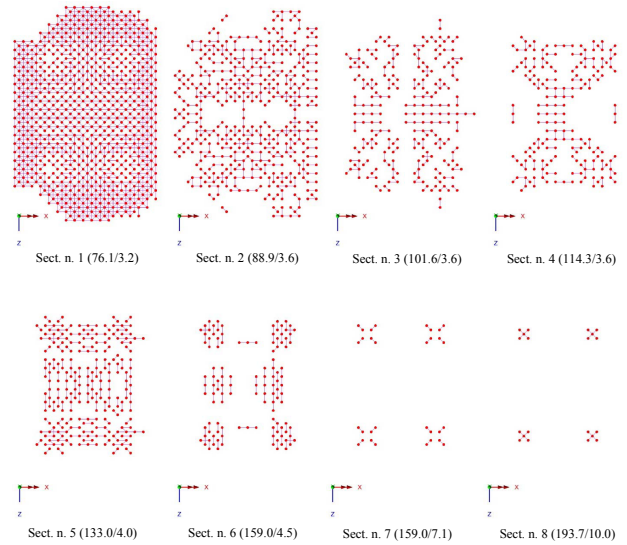 X X X X
Z Z Z Z
Sect. n. 1 (76.1/3.2) Sect. n. 2 (88.9/3.6) Sect. n. 3 (101.6/3.6) Sect. n. 4 (114.3/3.6)
X X X X
Z Z Z Z
Sect. n. 5 (133.0/4.0) Sect. n. 6 (159.0/4.5) Sect. n. 7 (159.0/7.1) Sect. n. 8 (193.7/10.0)